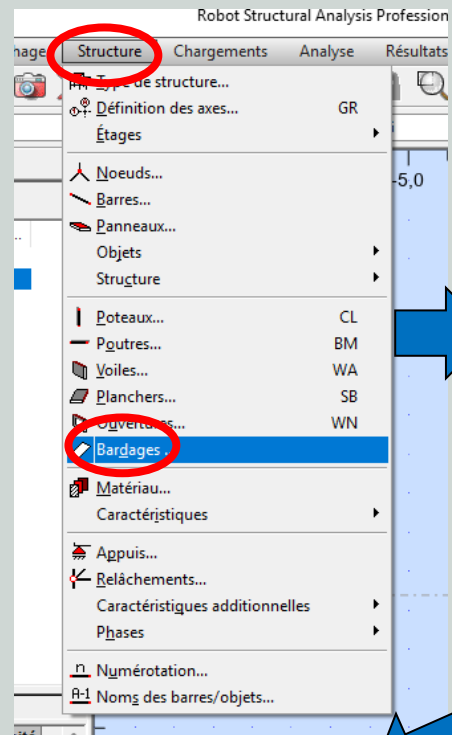 Robot Structural Analysis Profession
hage Structure Chargements Analyse Résultats
Type de structure...
Définition des axes... GR
Étages
Noeuds...
-5,0
Barres...
Panneaux...
Objets
Structure
Poteaux... CL
Poutres... BM
Voiles... WA
Planchers... SB
Ouvertures... WN
Bardages .
Matériau...
Caractéristiques
Appuis...
Relâchements...
Caractéristiques additionnelles
Phases
n Numérotation...
A-1 Noms des barres/objets...